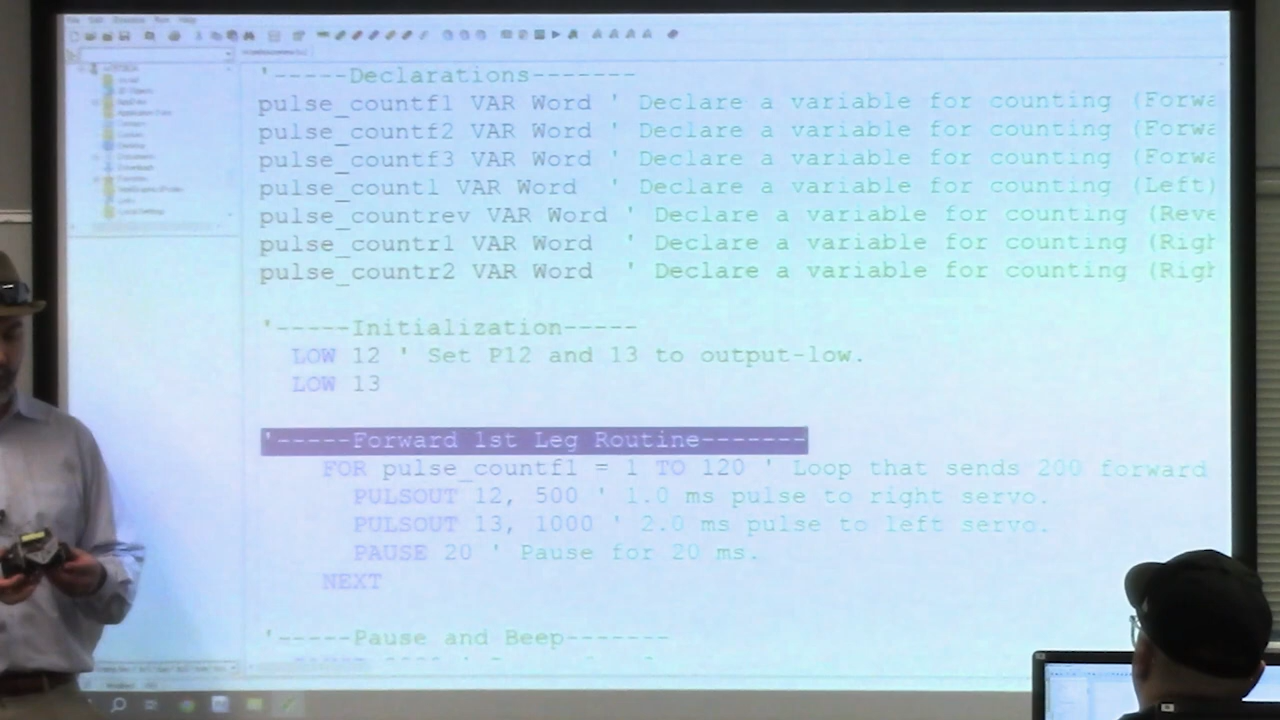 File Edit Directive Run Help
'-----Declarations-------
pulse_countf1 VAR Word ' Declare a variable for counting (Forwa
pulse_countf2 VAR Word ' Declare a variable for counting (Forwa
pulse_countf3 VAR Word ' Declare a variable for counting (Forwa
pulse_countl VAR Word ' Declare a variable for counting (Left)
pulse_countrev VAR Word ' Declare a variable for counting (Reve
pulse_countr1 VAR Word ' Declare a variable for counting (Righ
pulse_countr2 VAR Word ' Declare a variable for counting (Righ
'-----Initialization-----
LOW 12 ' Set P12 and 13 to output-low.
LOW 13
'-----Forward 1st Leg Routine-------
FOR pulse_countf1 = 1 TO 120 ' Loop that sends 200 forward
PULSOUT 12, 500 ' 1.0 ms pulse to right servo.
PULSOUT 13, 1000 ' 2.0 ms pulse to left servo.
PAUSE 20 ' Pause for 20 ms.
NEXT
'-----Pause and Beep-------